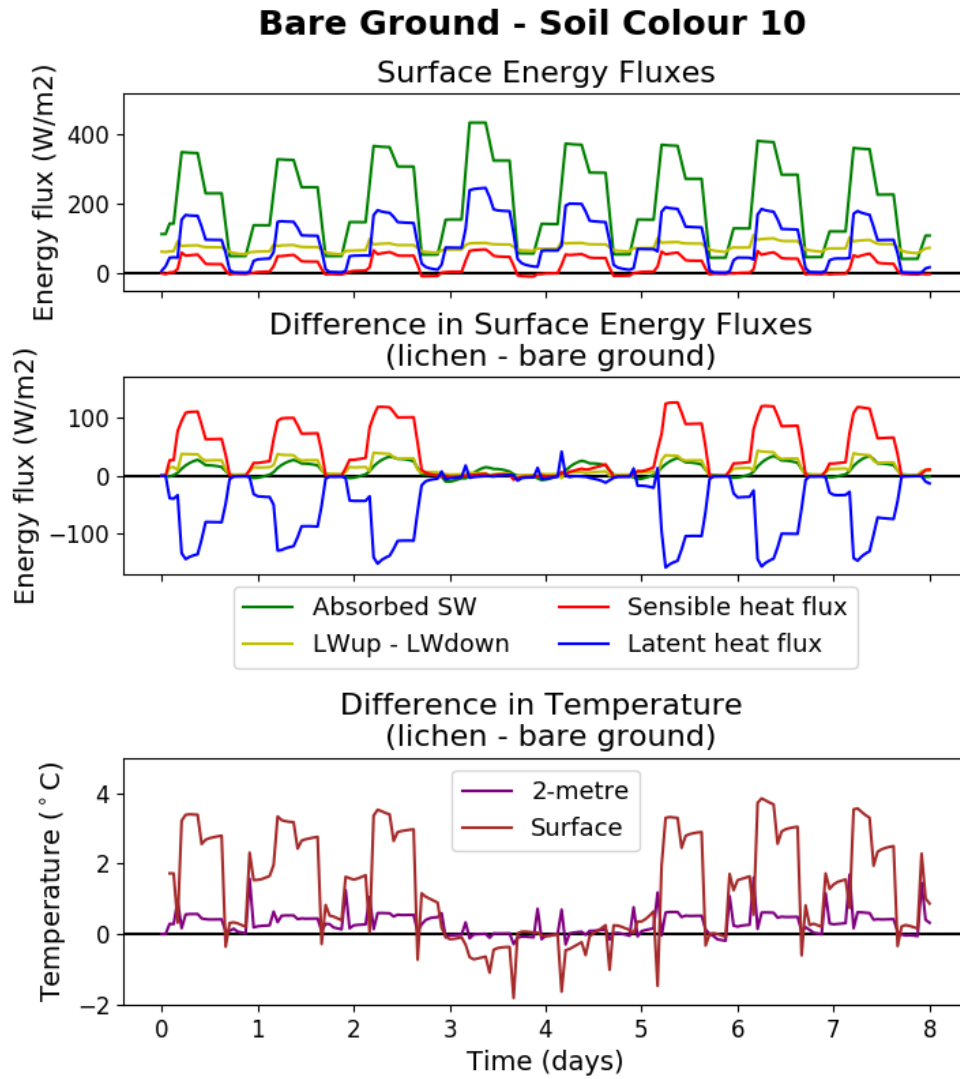 Bare Ground - Soil Colour 10
Surface Energy Fluxes
Energy flux (W/m2)
400
200
0
Difference in Surface Energy Fluxes
(lichen - bare ground)
Energy flux (W/m2)
100
0
−100
Absorbed SW
LWup - LWdown
Sensible heat flux
Latent heat flux
Difference in Temperature
(lichen - bare ground)
Temperature (°C)
4
2
0
−2
2-metre
Surface
0 1 2 3 4 5 6 7 8
Time (days)